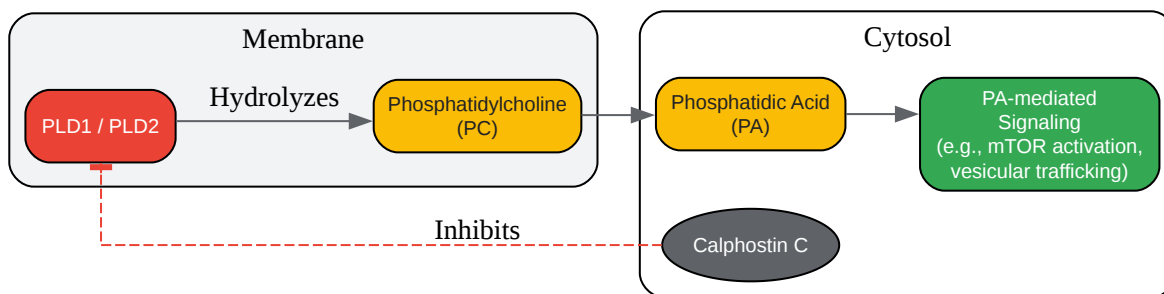 Membrane
Cytosol
PLD1 / PLD2
Hydrolyzes
Phosphatidylcholine
(PC)
Phosphatidic Acid
(PA)
PA-mediated
Signaling
(e.g., mTOR activation,
vesicular trafficking)
Inhibits
Calphostin C